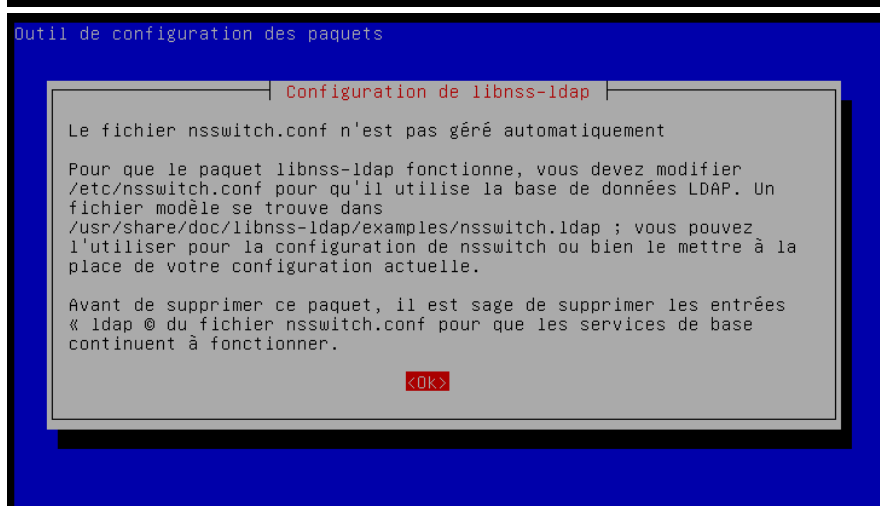 Outil de configuration des paquets
Configuration de libnss-ldap
Le fichier nsswitch.conf n'est pas géré automatiquement
Pour que le paquet libnss-ldap fonctionne, vous devez modifier
/etc/nsswitch.conf pour qu'il utilise la base de données LDAP. Un
fichier modèle se trouve dans
/usr/share/doc/libnss-ldap/examples/nsswitch.ldap ; vous pouvez
l'utiliser pour la configuration de nsswitch ou bien le mettre à la
place de votre configuration actuelle.
Avant de supprimer ce paquet, il est sage de supprimer les entrées
« ldap © du fichier nsswitch.conf pour que les services de base
continuent à fonctionner.
<Ok>